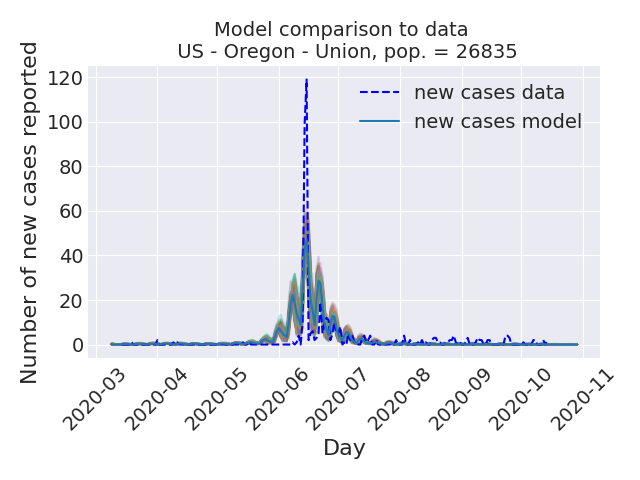 Model comparison to data
US - Oregon - Union, pop. = 26835
Number of new cases reported
120
100
80
60
40
20
0
new cases data
new cases model
2020-03
2020-04
2020-05
2020-06
2020-07
2020-08
2020-09
2020-10
2020-11
Day